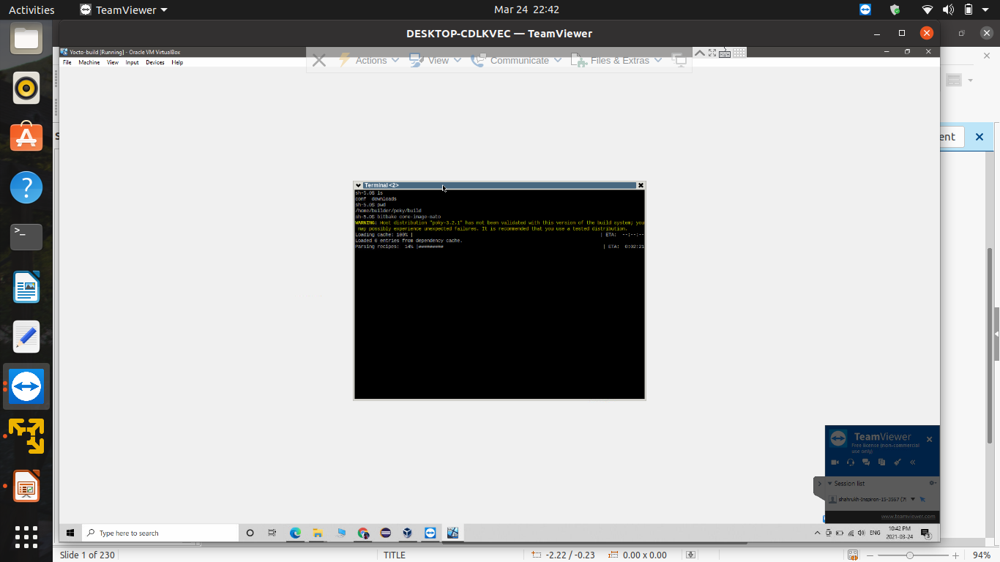 Activities
TeamViewer
Mar 24 22:42
DESKTOP-CDLKVEC — TeamViewer
Yocto-build [Running] - Oracle VM VirtualBox
File Machine View Input Devices Help
Actions View Communicate Files & Extras
ent
Terminal <2>
sh-5.0$ ls
conf downloads
sh-5.0$ pwd
/home/builder/poky/build
sh-5.0$ bitbake core-image-sato
WARNING: Host distribution "poky-3.2.1" has not been validated with this version of the build system; you
may possibly experience unexpected failures. It is recommended that you use a tested distribution.
Loading cache: 100% | | ETA: --:--:--
Loaded 0 entries from dependency cache.
Parsing recipes: 14% |######### | ETA: 0:02:21
TeamViewer
Free license (non-commercial
use only)
Session list
shahrukh-Inspiron-15-3567 (?
www.teamviewer.com
Type here to search
ENG
10:42 PM
2021-03-24
3
Slide 1 of 230
TITLE
-2.22 / -0.23
0.00 x 0.00
94%